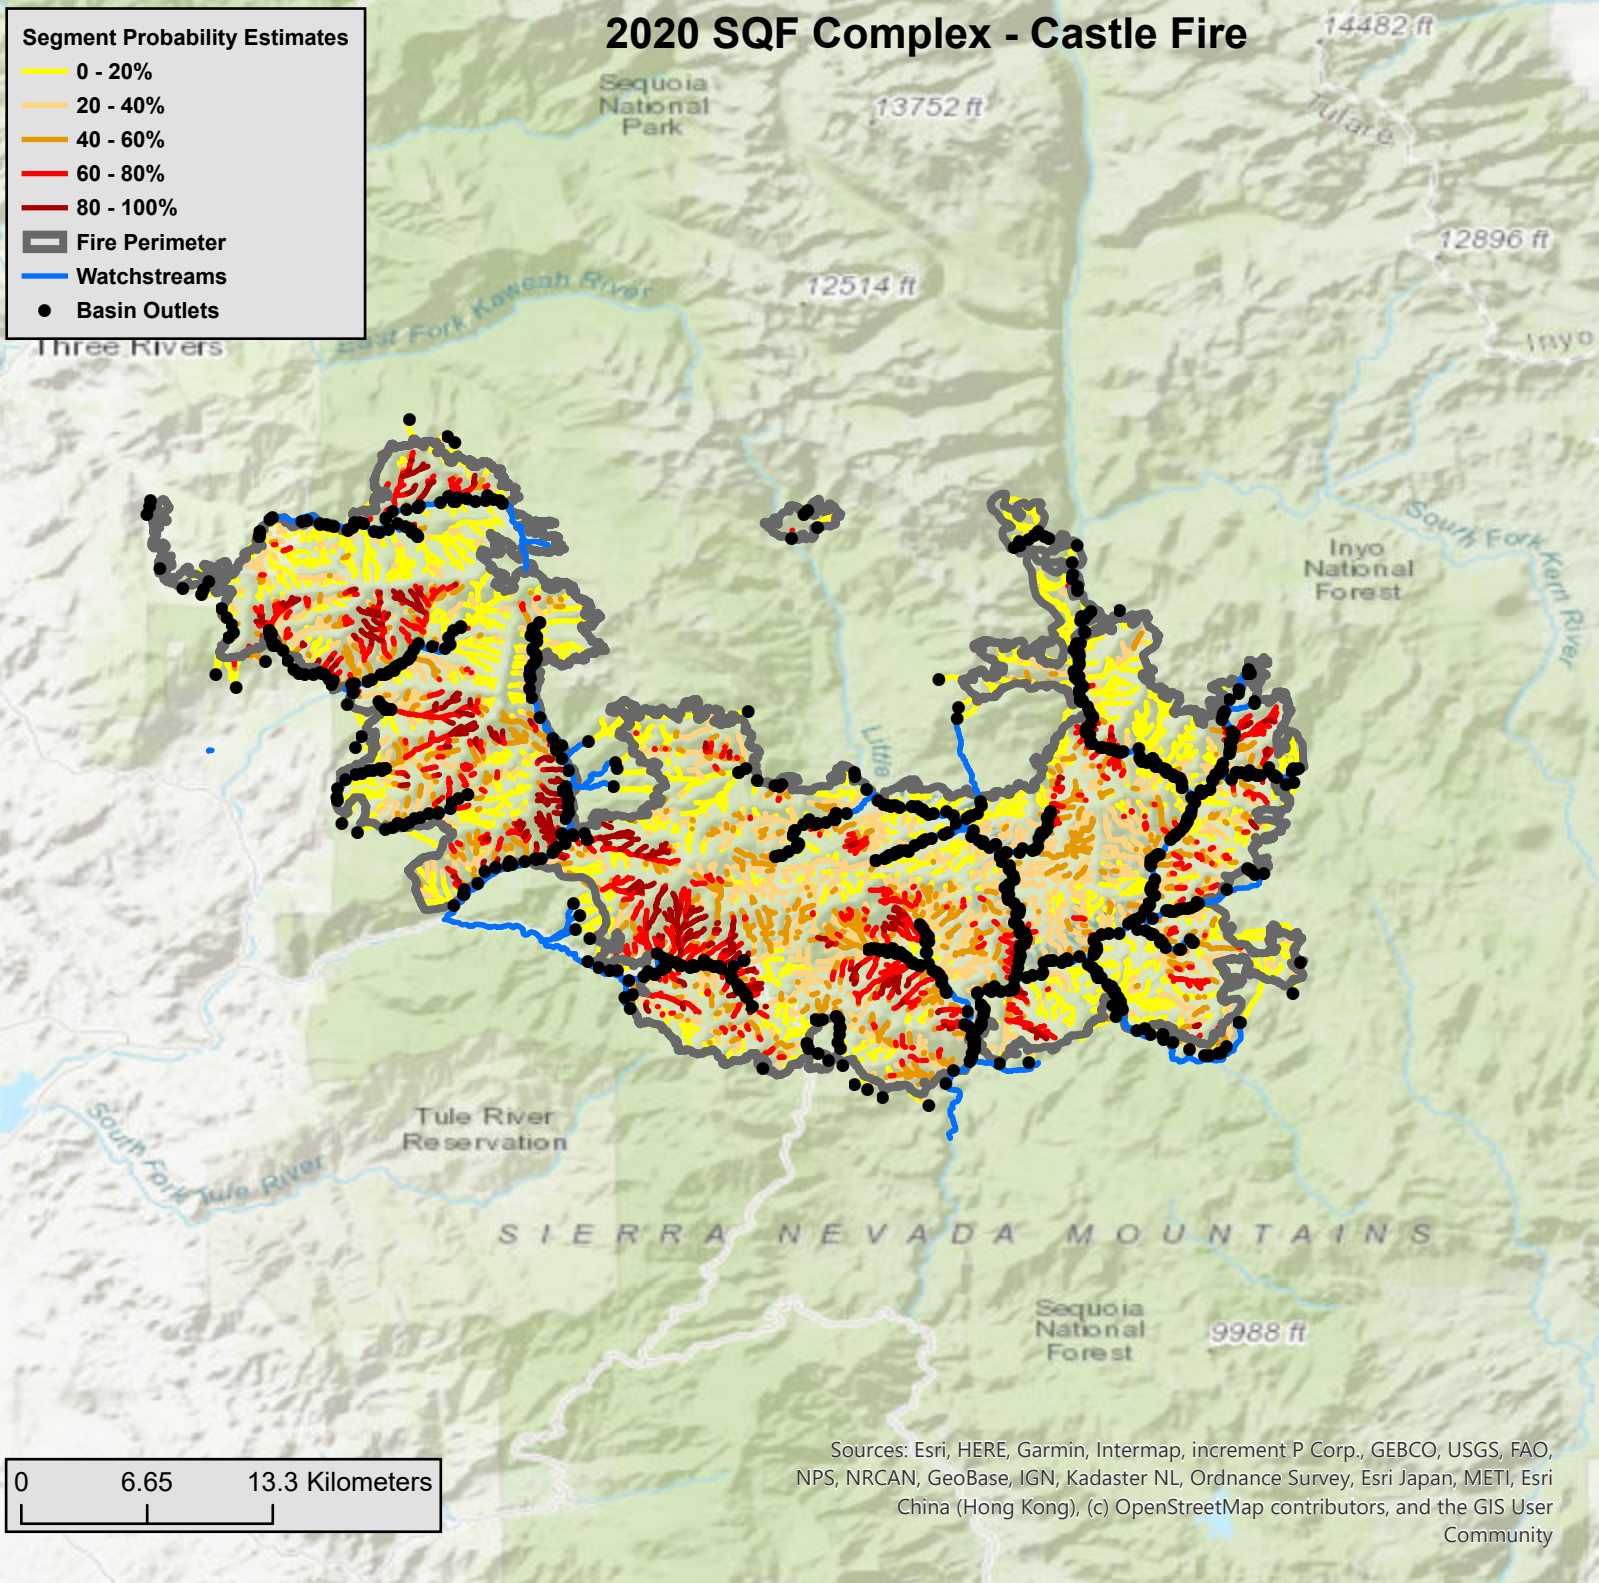 2020 SQF Complex - Castle Fire
Segment Probability Estimates
0 - 20%
20 - 40%
40 - 60%
60 - 80%
80 - 100%
Fire Perimeter
Watchstreams
Basin Outlets
Three Rivers
East Fork Kaweah River
Sequoia
National
Park
13752 ft
14482 ft
Tulare
12896 ft
Inyo
12514 ft
South Fork Kern River
Inyo
National
Forest
Little
Tule River
Reservation
South Fork Tule River
SIERRA NEVADA MOUNTAINS
Sequoia
National
Forest
9988 ft
0 6.65 13.3 Kilometers
Sources: Esri, HERE, Garmin, Intermap, increment P Corp., GEBCO, USGS, FAO,
NPS, NRCAN, GeoBase, IGN, Kadaster NL, Ordnance Survey, Esri Japan, METI, Esri
China (Hong Kong), (c) OpenStreetMap contributors, and the GIS User
Community